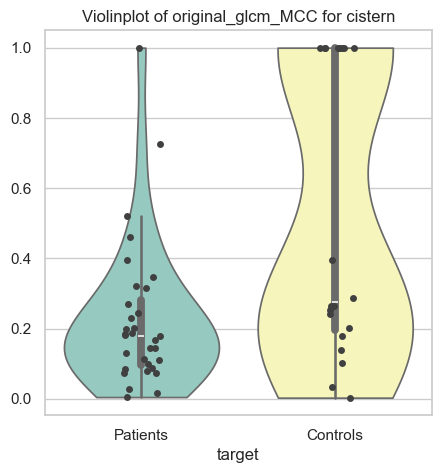 Violinplot of original_glcm_MCC for cistern
1.0
0.8
0.6
0.4
0.2
0.0
Patients
Controls
target